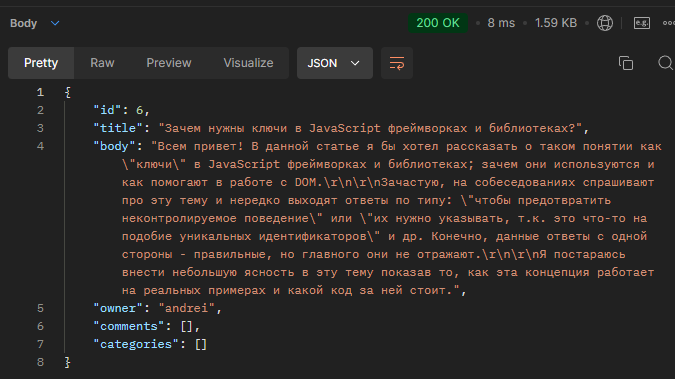 Body 200 OK 8 ms 1.59 KB e.g.
Pretty Raw Preview Visualize JSON
1 {
2 "id": 6,
3 "title": "Зачем нужны ключи в JavaScript фреймворках и библиотеках?",
4 "body": "Всем привет! В данной статье я бы хотел рассказать о таком понятии как
\"ключи\" в JavaScript фреймворках и библиотеках; зачем они используются и
как помогают в работе с DOM.\r\n\r\nЗачастую, на собеседованиях спрашивают
про эту тему и нередко выходят ответы по типу: \"чтобы предотвратить
неконтролируемое поведение\" или \"их нужно указывать, т.к. это что-то на
подобие уникальных идентификаторов\" и др. Конечно, данные ответы с одной
стороны - правильные, но главного они не отражают.\r\n\r\nЯ постараюсь
внести небольшую ясность в эту тему показав то, как эта концепция работает
на реальных примерах и какой код за ней стоит.",
5 "owner": "andrei",
6 "comments": [],
7 "categories": []
8 }